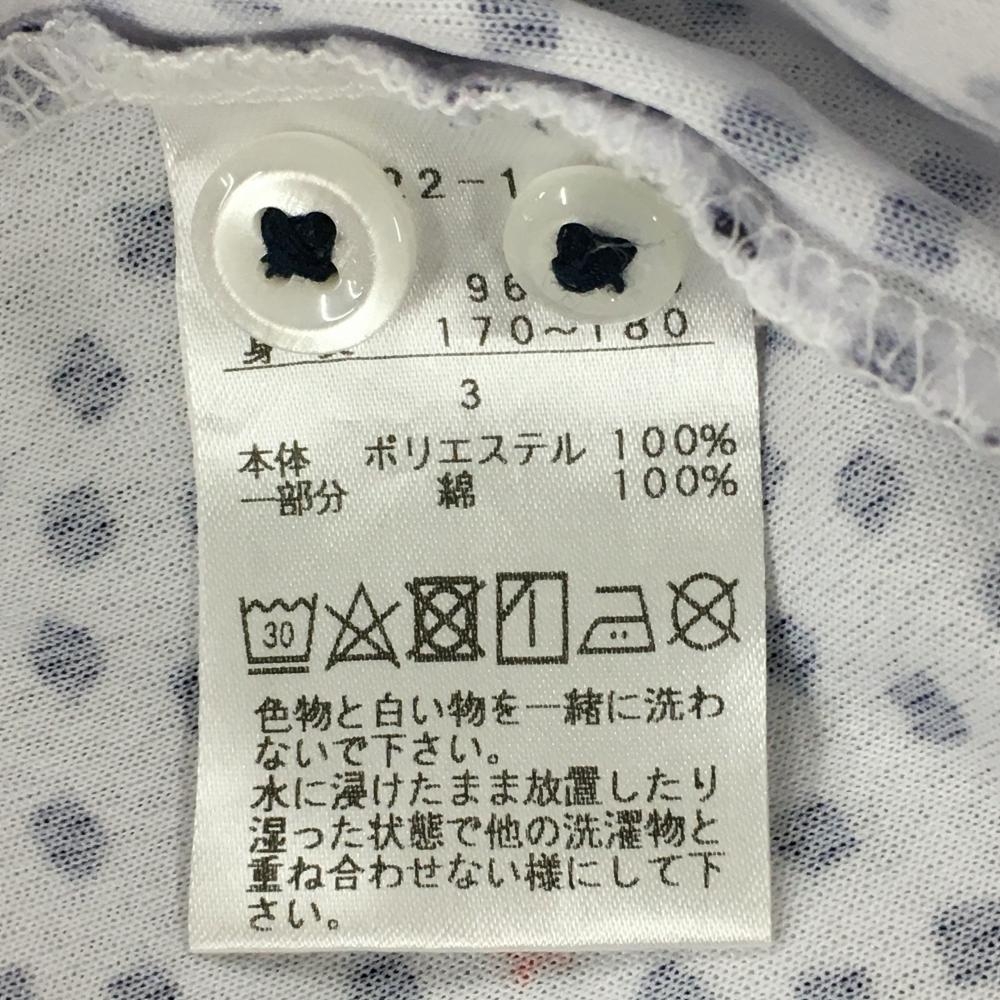 22-1
96
170~180
3
本体 ポリエステル 100%
一部分 綿 100%
30
色物と白い物を一緒に洗わ
ないで下さい。
水に浸けたまま放置したり
湿った状態で他の洗濯物と
重ね合わせない様にして下
さい。